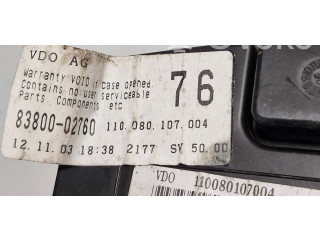 VDO AG
Warranty VOID if Case opened
Contains no user serviceable
Parts, Components etc.
76
83800-02760 110.080.107.004
12.11.03 18:38 2177 SY 50.00
VDO 110080107004